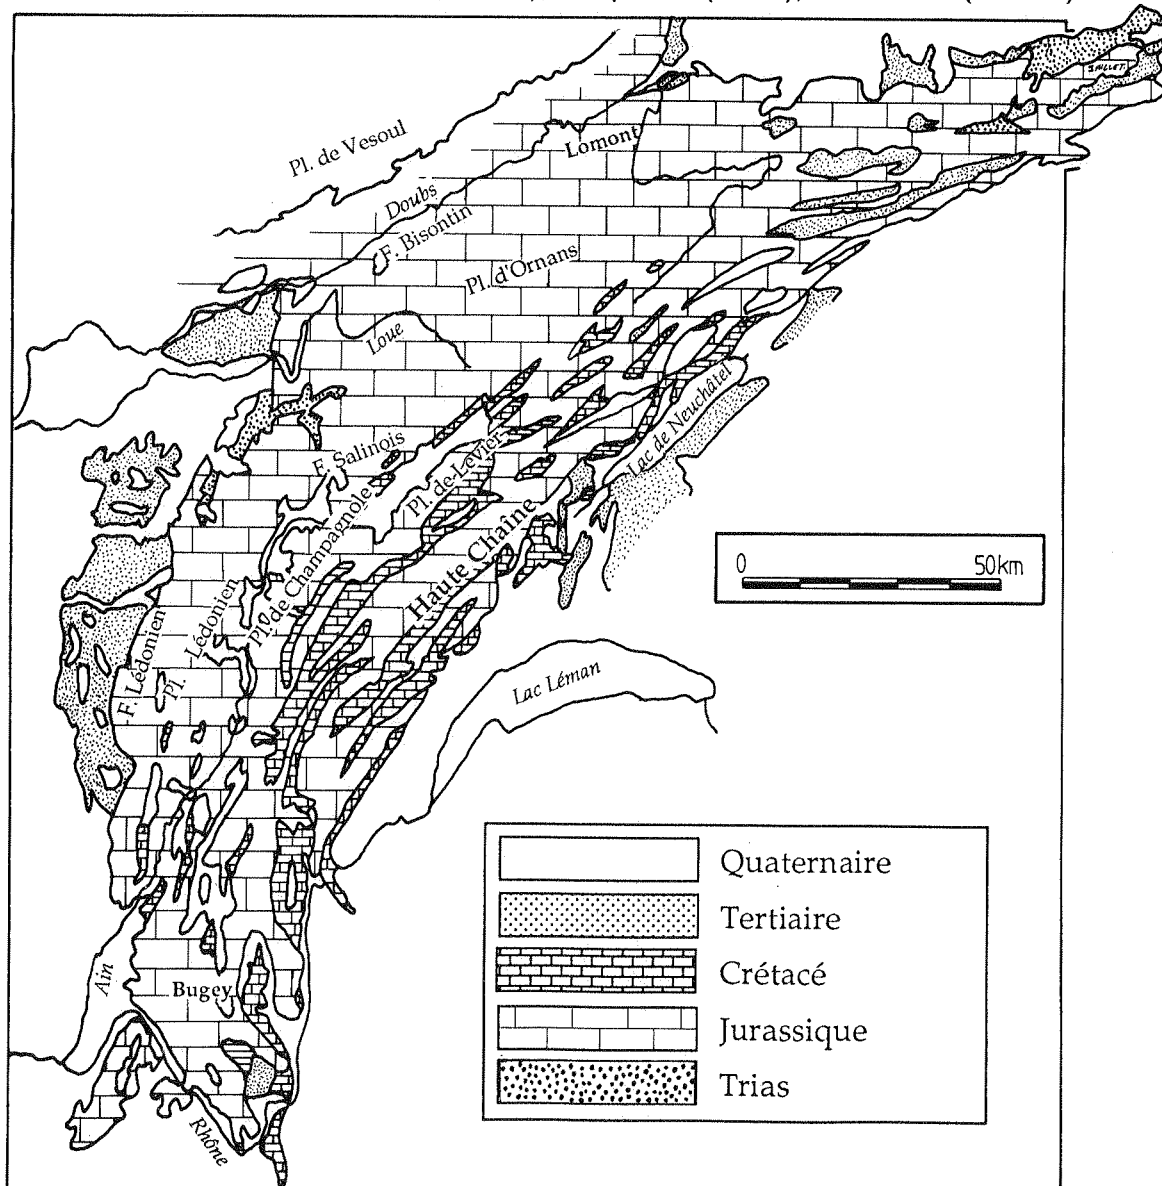 Pl. de Vesoul
Lomont
Doubs
F. Bisontin
Pl. d'Ornans
Loue
Lac de Neuchâtel
F. Salinois
Pl. de Levier
Pl. de Champagnole
Haute Chaîne
0 50km
Lédonien
F. Lédonien
Pl.
Lac Léman
Quaternaire
Tertiaire
Crétacé
Jurassique
Trias
Ain
Bugey
Rhône